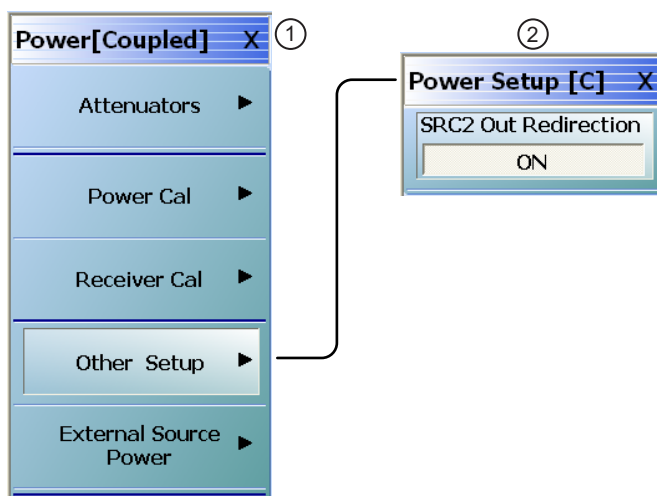 Power[Coupled] X
①
Attenuators
Power Cal
Receiver Cal
Other Setup
External Source
Power
②
Power Setup [C] X
SRC2 Out Redirection
ON